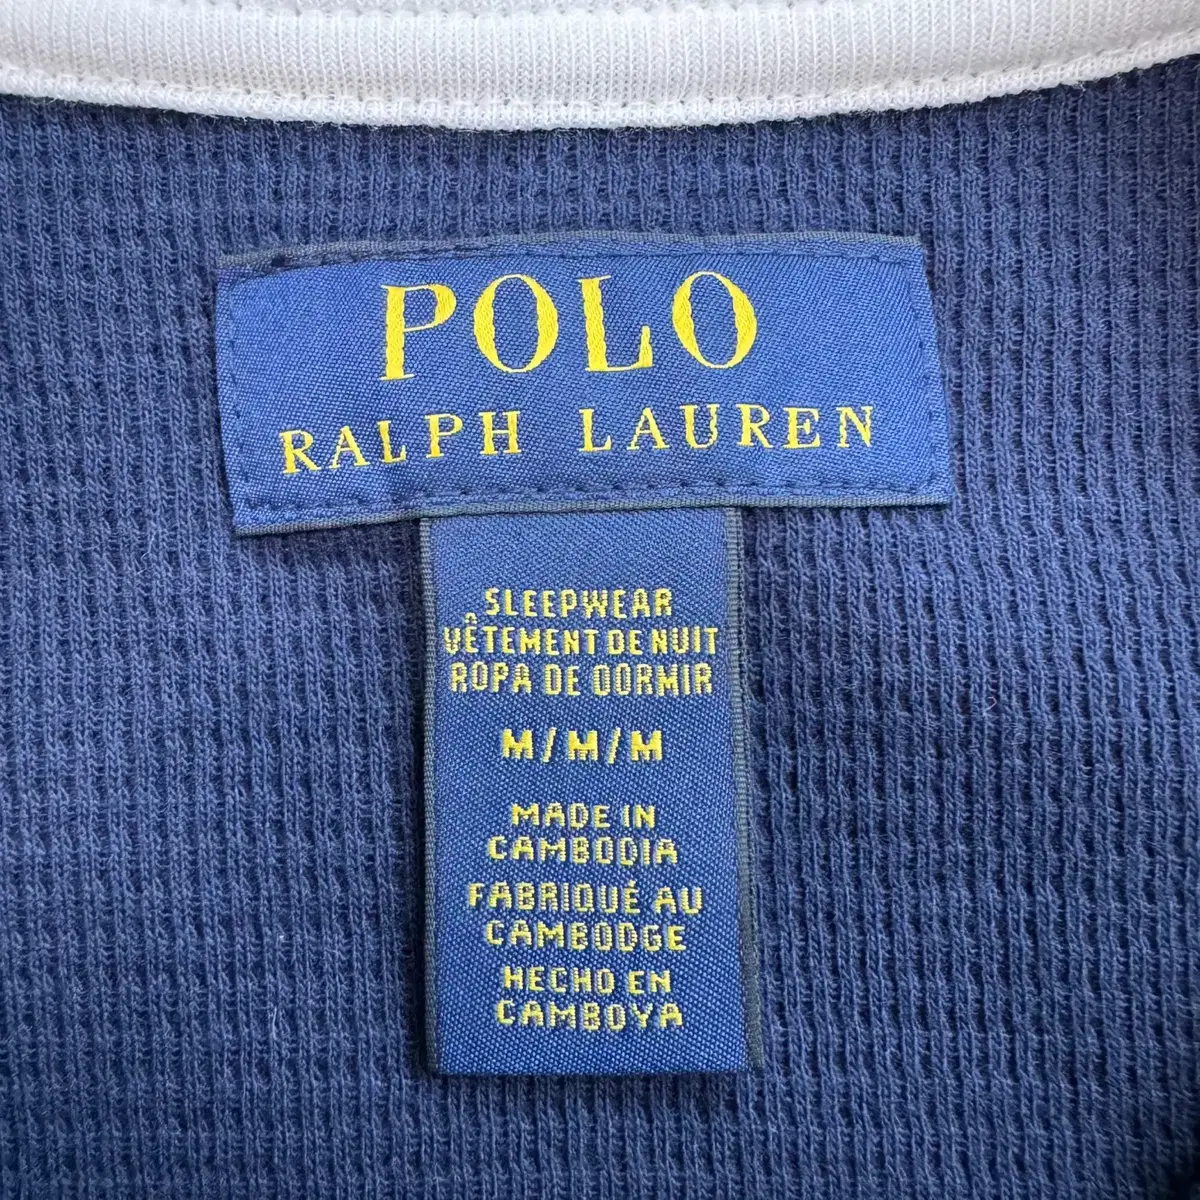 POLO
RALPH LAUREN
SLEEPWEAR
VÊTEMENT DE NUIT
ROPA DE DORMIR
M/M/M
MADE IN
CAMBODIA
FABRIQUÉ AU
CAMBODGE
HECHO EN
CAMBOYA